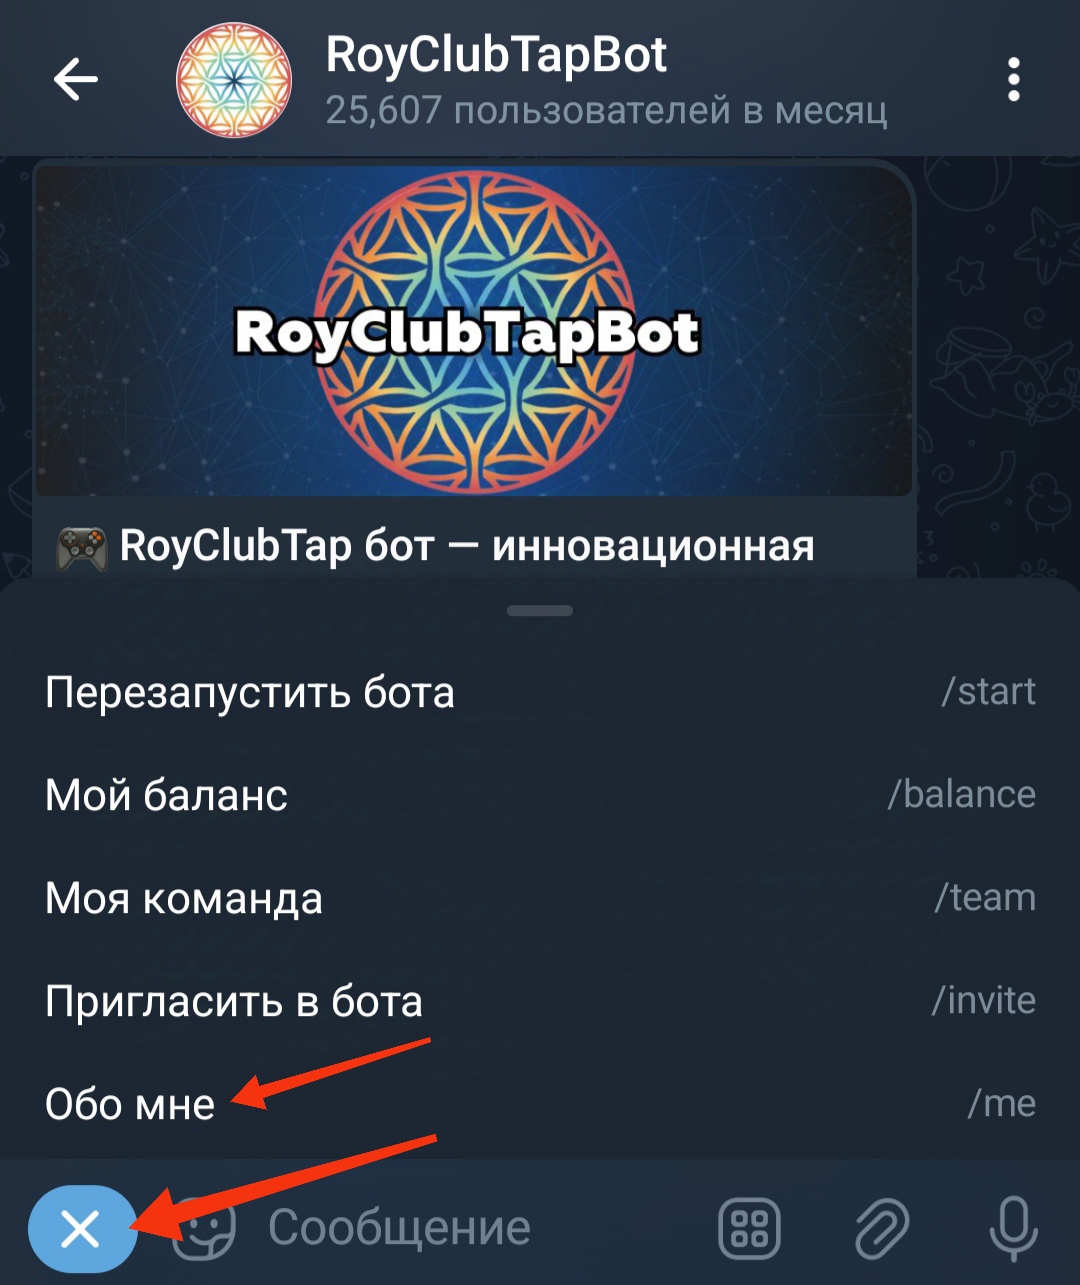 RoyClubTapBot
25,607 пользователей в месяц
RoyClubTapBot
RoyClubTap бот — инновационная
Перезапустить бота /start
Мой баланс /balance
Моя команда /team
Пригласить в бота /invite
Обо мне /me
Сообщение